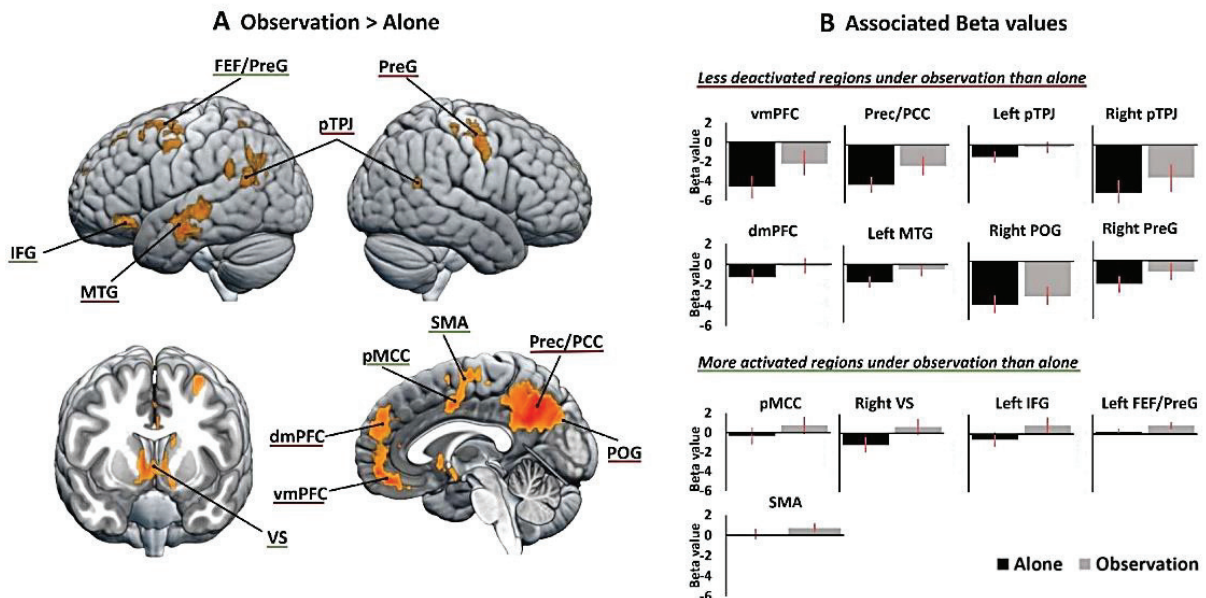 A Observation > Alone
FEF/PreG
PreG
pTPJ
IFG
MTG
SMA
pMCC
Prec/PCC
dmPFC
vmPFC
POG
VS
B Associated Beta values
Less deactivated regions under observation than alone
vmPFC Prec/PCC Left pTPJ Right pTPJ
Beta value
2
0
-2
-4
-6
dmPFC Left MTG Right POG Right PreG
Beta value
2
0
-2
-4
-6
More activated regions under observation than alone
pMCC Right VS Left IFG Left FEF/PreG
Beta value
2
0
-2
-4
-6
SMA
Beta value
2
0
-2
-4
-6
Alone Observation